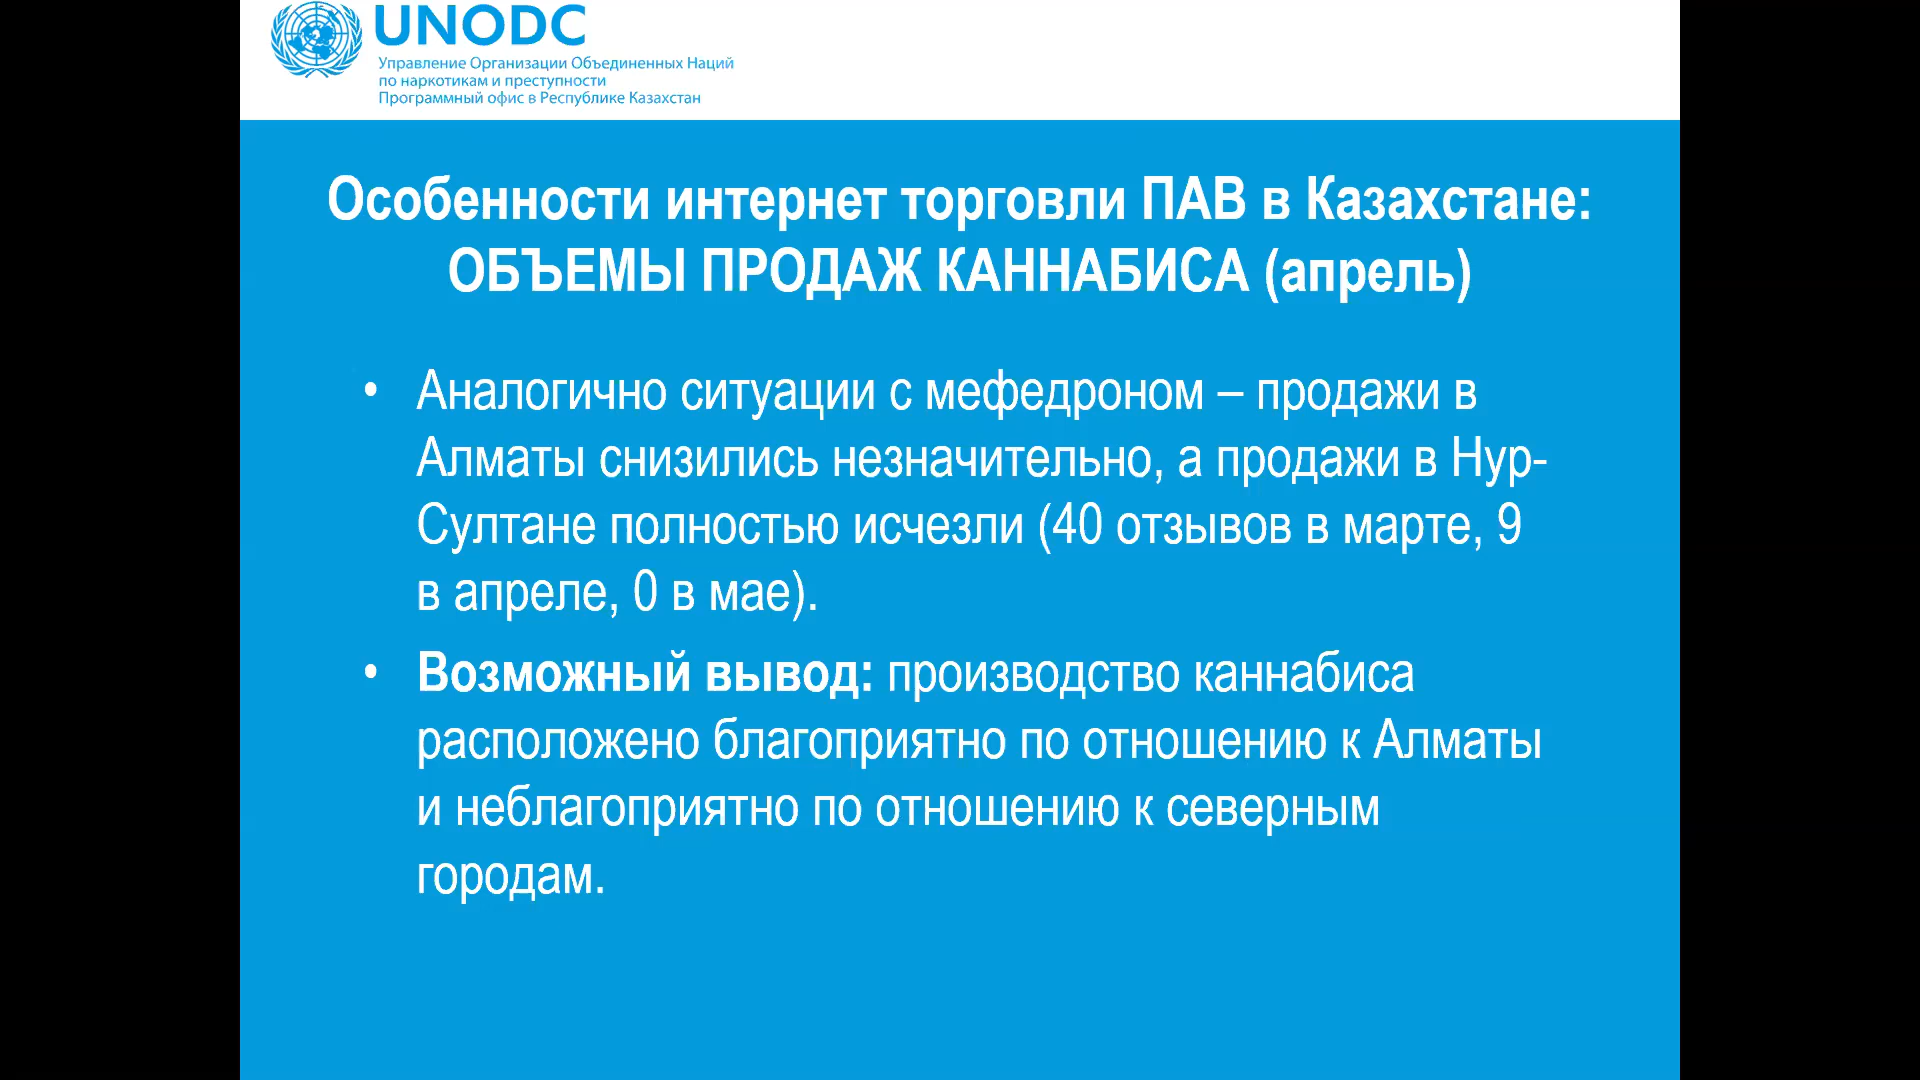 UNODC
Управление Организации Объединенных Наций
по наркотикам и преступности
Программный офис в Республике Казахстан
Особенности интернет торговли ПАВ в Казахстане:
ОБЪЕМЫ ПРОДАЖ КАННАБИСА (апрель)
• Аналогично ситуации с мефедроном – продажи в
Алматы снизились незначительно, а продажи в Нур-
Султане полностью исчезли (40 отзывов в марте, 9
в апреле, 0 в мае).
• Возможный вывод: производство каннабиса
расположено благоприятно по отношению к Алматы
и неблагоприятно по отношению к северным
городам.